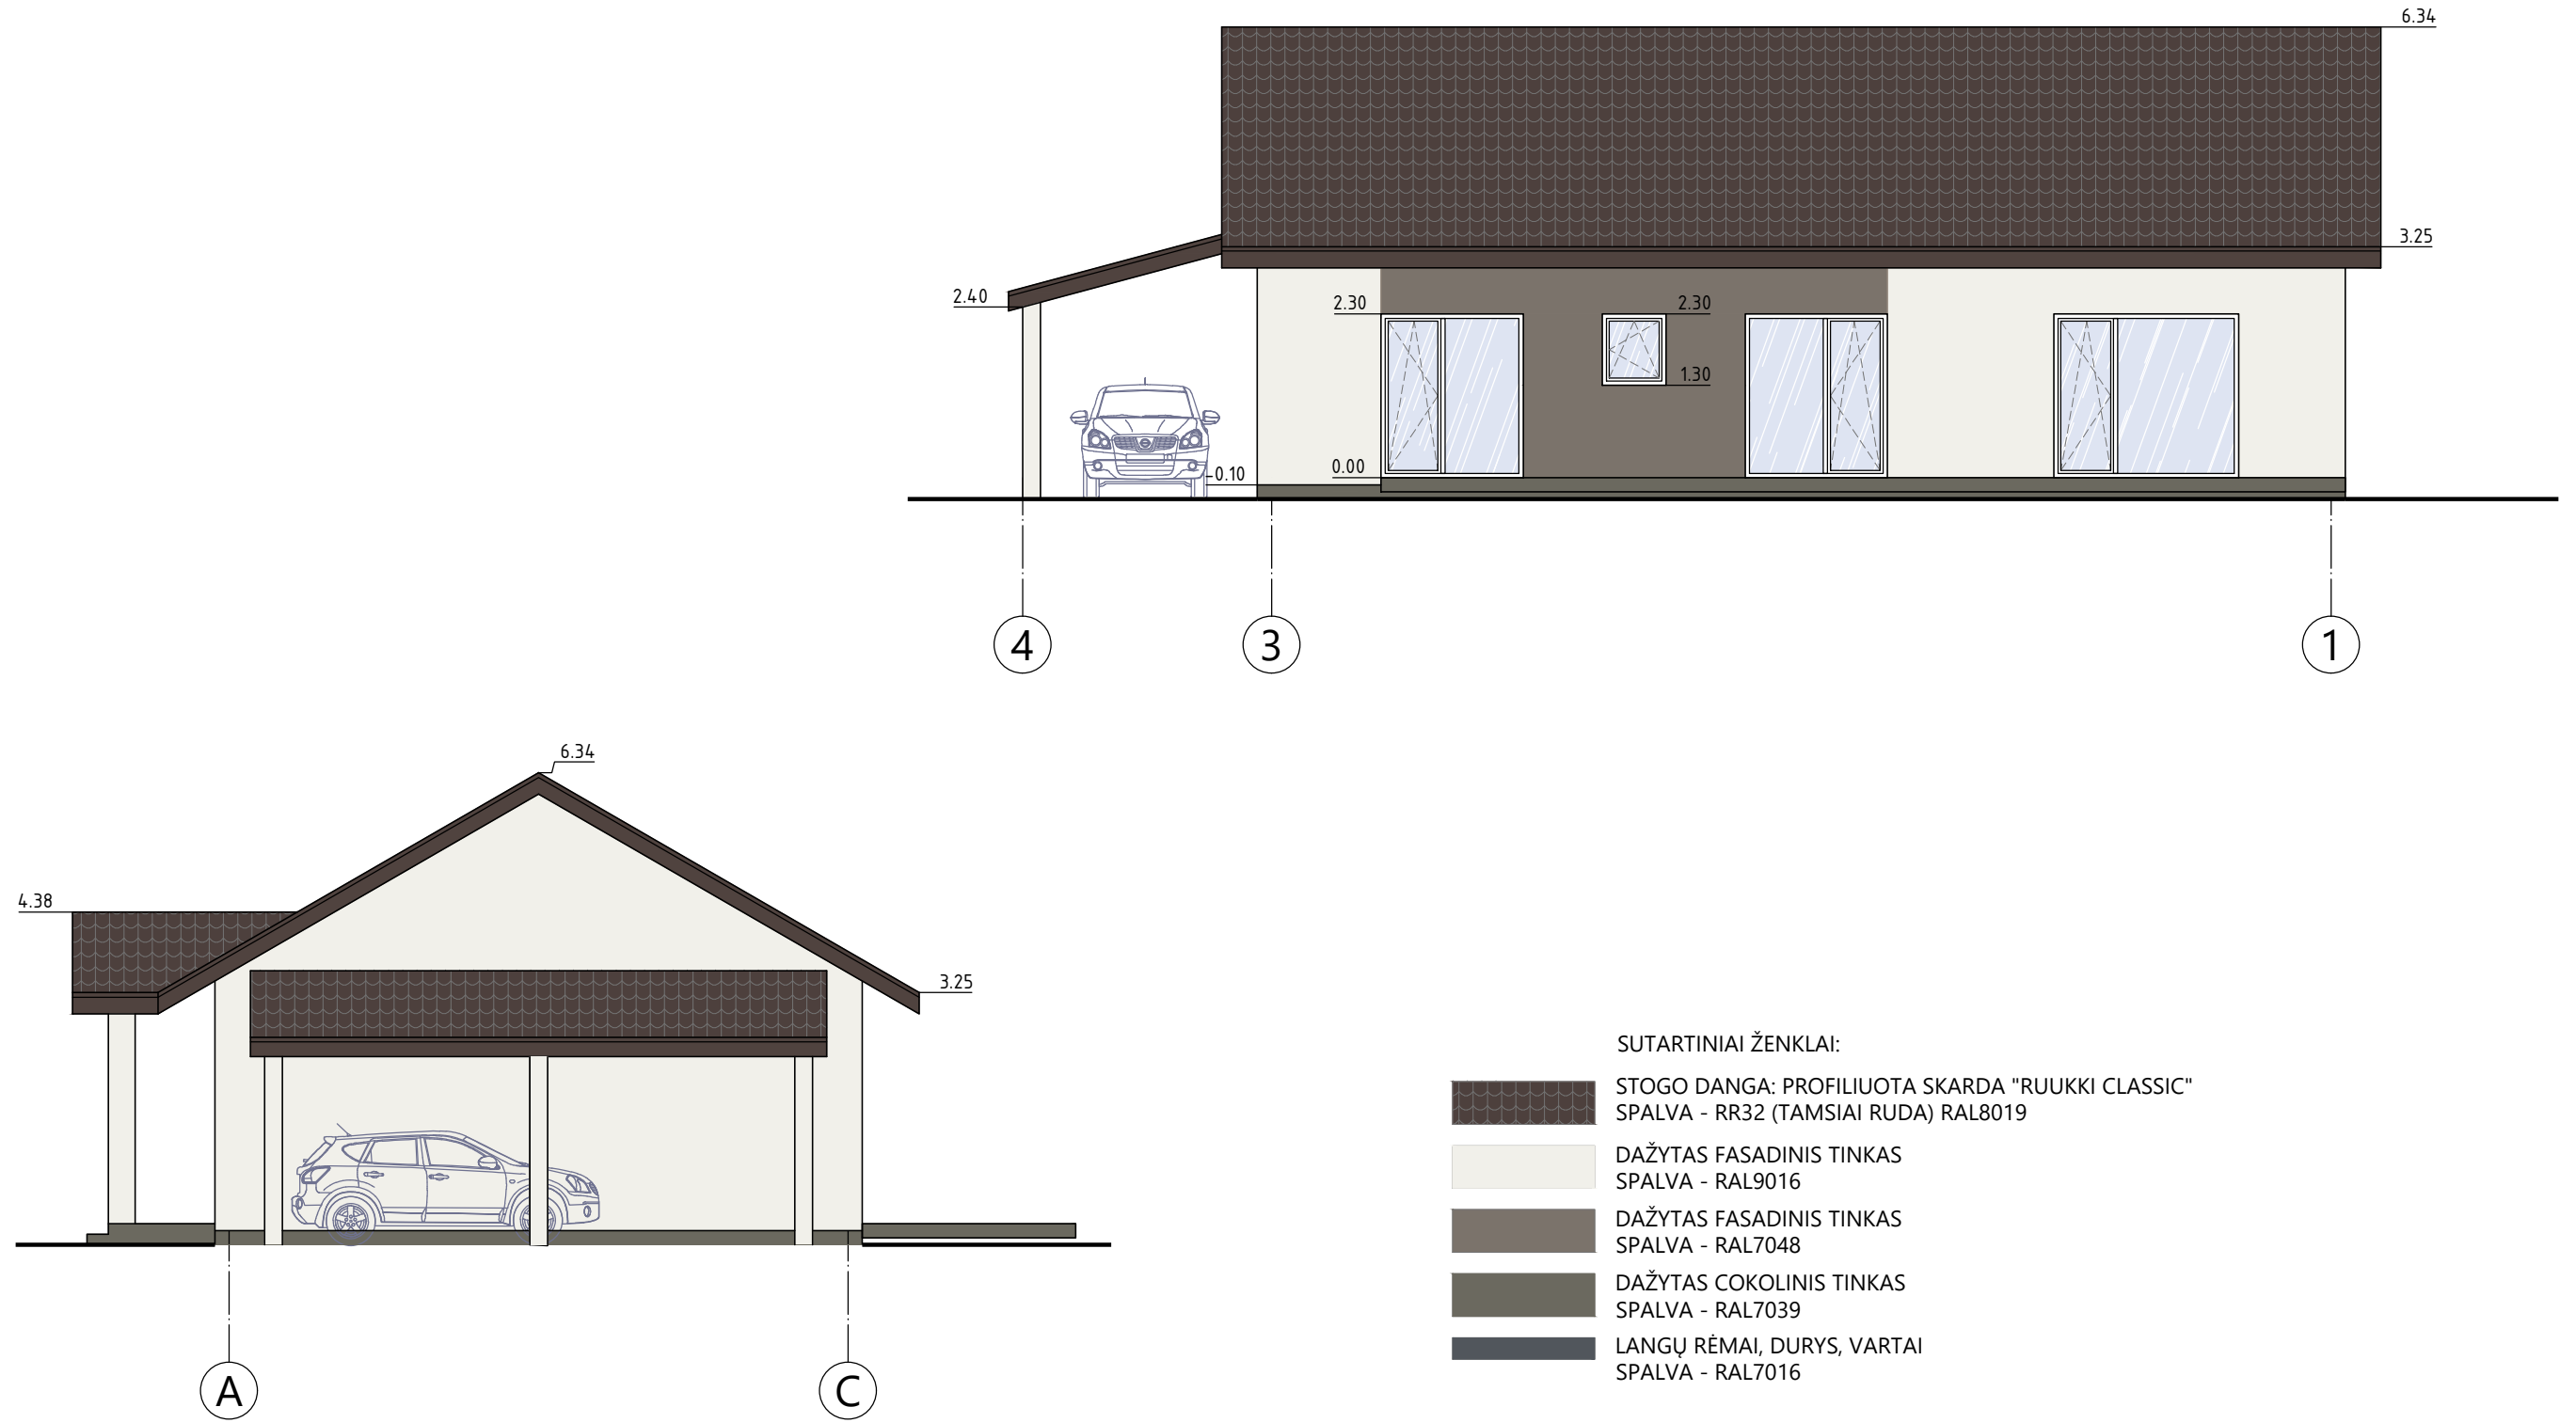 6.34
3.25
2.40
2.30
2.30
1.30
-0.10
0.00
4
3
1
6.34
4.38
3.25
A
C
SUTARTINIAI ŽENKLAI:
STOGO DANGA: PROFILIUOTA SKARDA "RUUKKI CLASSIC"
SPALVA - RR32 (TAMSIAI RUDA) RAL8019
DAŽYTAS FASADINIS TINKAS
SPALVA - RAL9016
DAŽYTAS FASADINIS TINKAS
SPALVA - RAL7048
DAŽYTAS COKOLINIS TINKAS
SPALVA - RAL7039
LANGŲ RĖMAI, DURYS, VARTAI
SPALVA - RAL7016